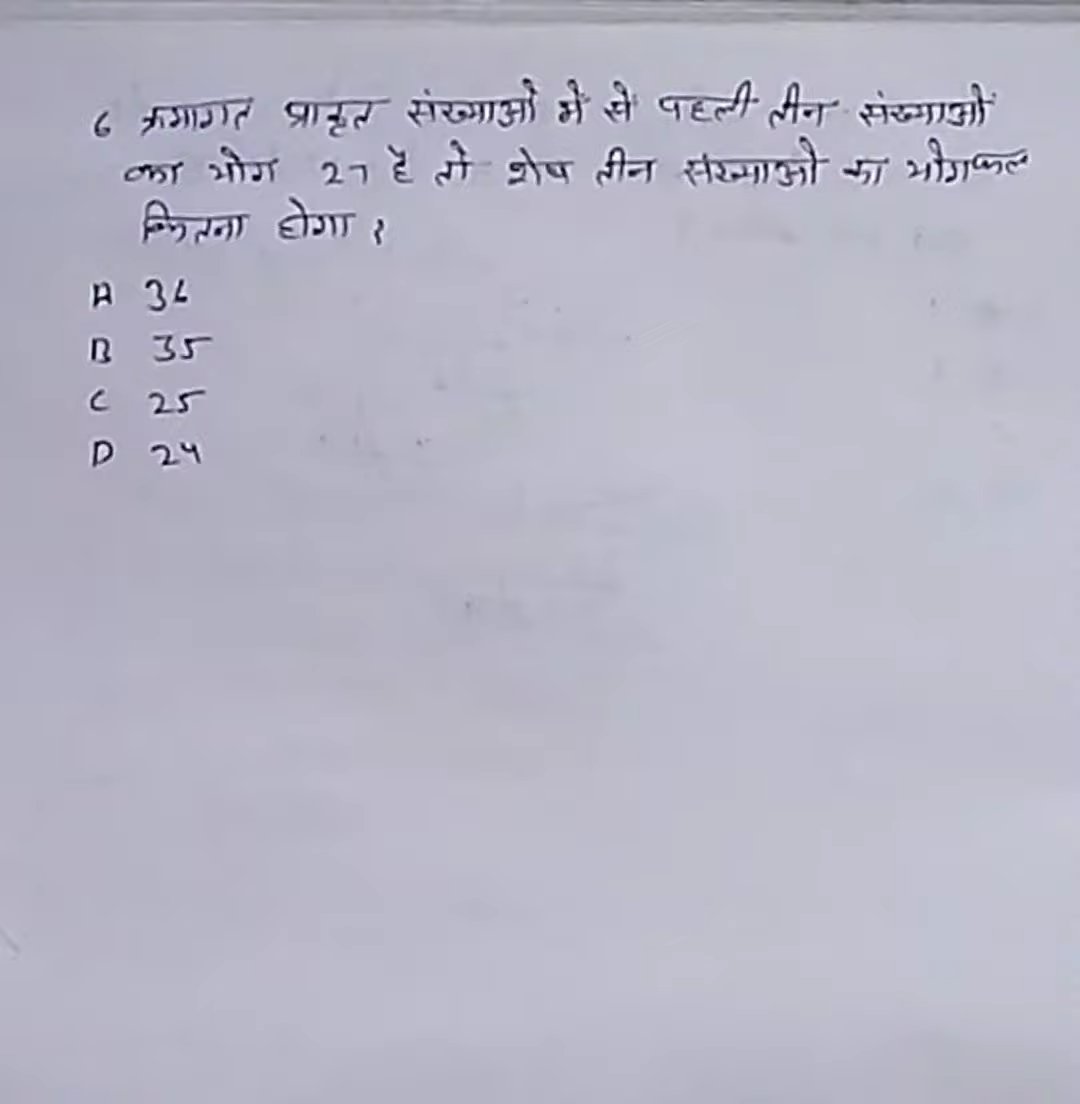 6 क्रमागत प्राकृत संख्याओं में से पहली तीन संख्याओं
का योग 27 है तो शेष तीन संख्याओं का योगफल
कितना होगा ?
A 36
B 35
C 25
D 24